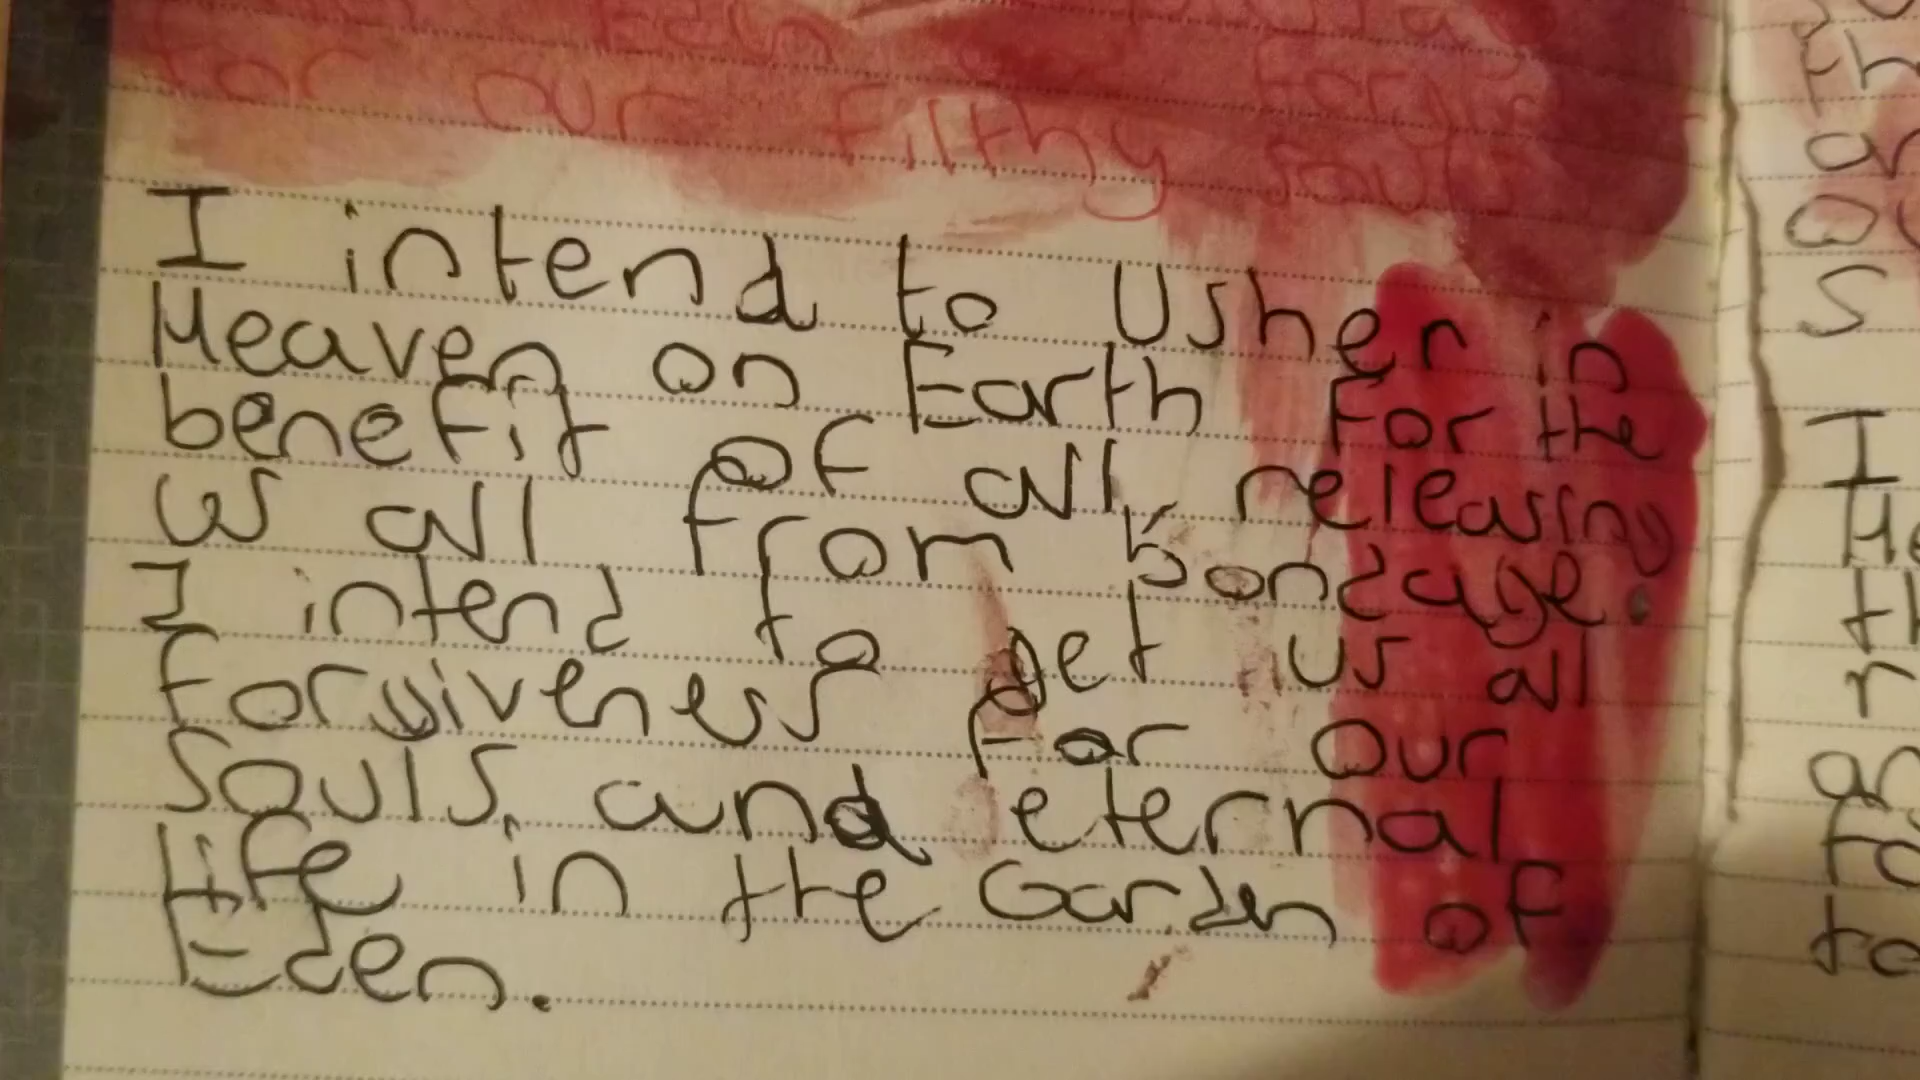 for our filthy souls
I intend to Usher in
Heaven on Earth for the
benefit of all, releasing
us all from bondage.
I intend to get us all
forgiveness for our
Souls, and eternal
life in the Garden of
Eden.
I